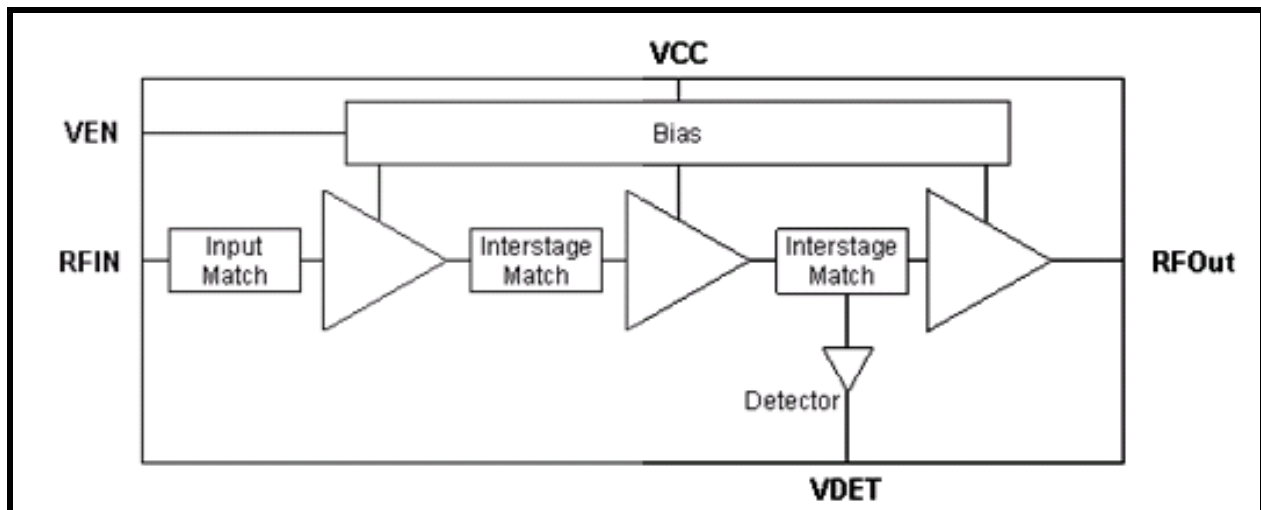 VCC
VEN
Bias
RFIN
Input
Match
Interstage
Match
Interstage
Match
RFOut
Detector
VDET